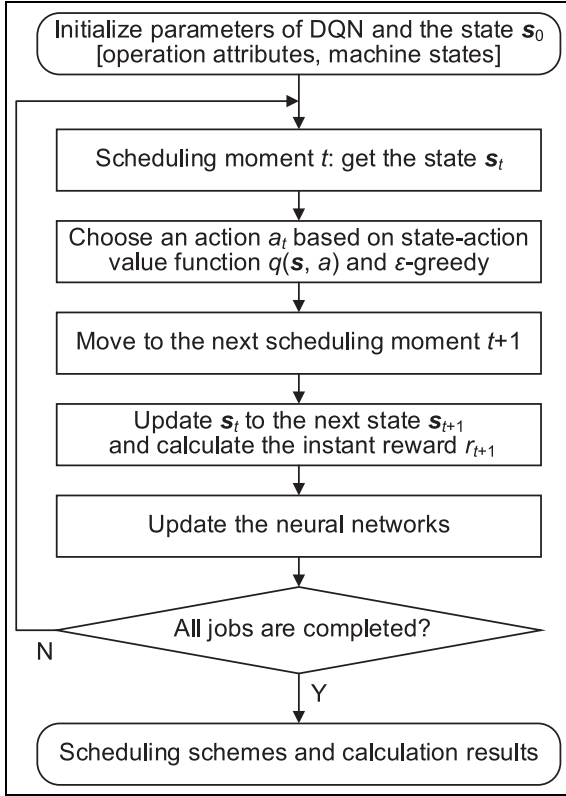 Initialize parameters of DQN and the state s0
[operation attributes, machine states]
Scheduling moment t: get the state st
Choose an action at based on state-action
value function q(s, a) and ε-greedy
Move to the next scheduling moment t+1
Update st to the next state st+1
and calculate the instant reward rt+1
Update the neural networks
All jobs are completed?
N
Y
Scheduling schemes and calculation results